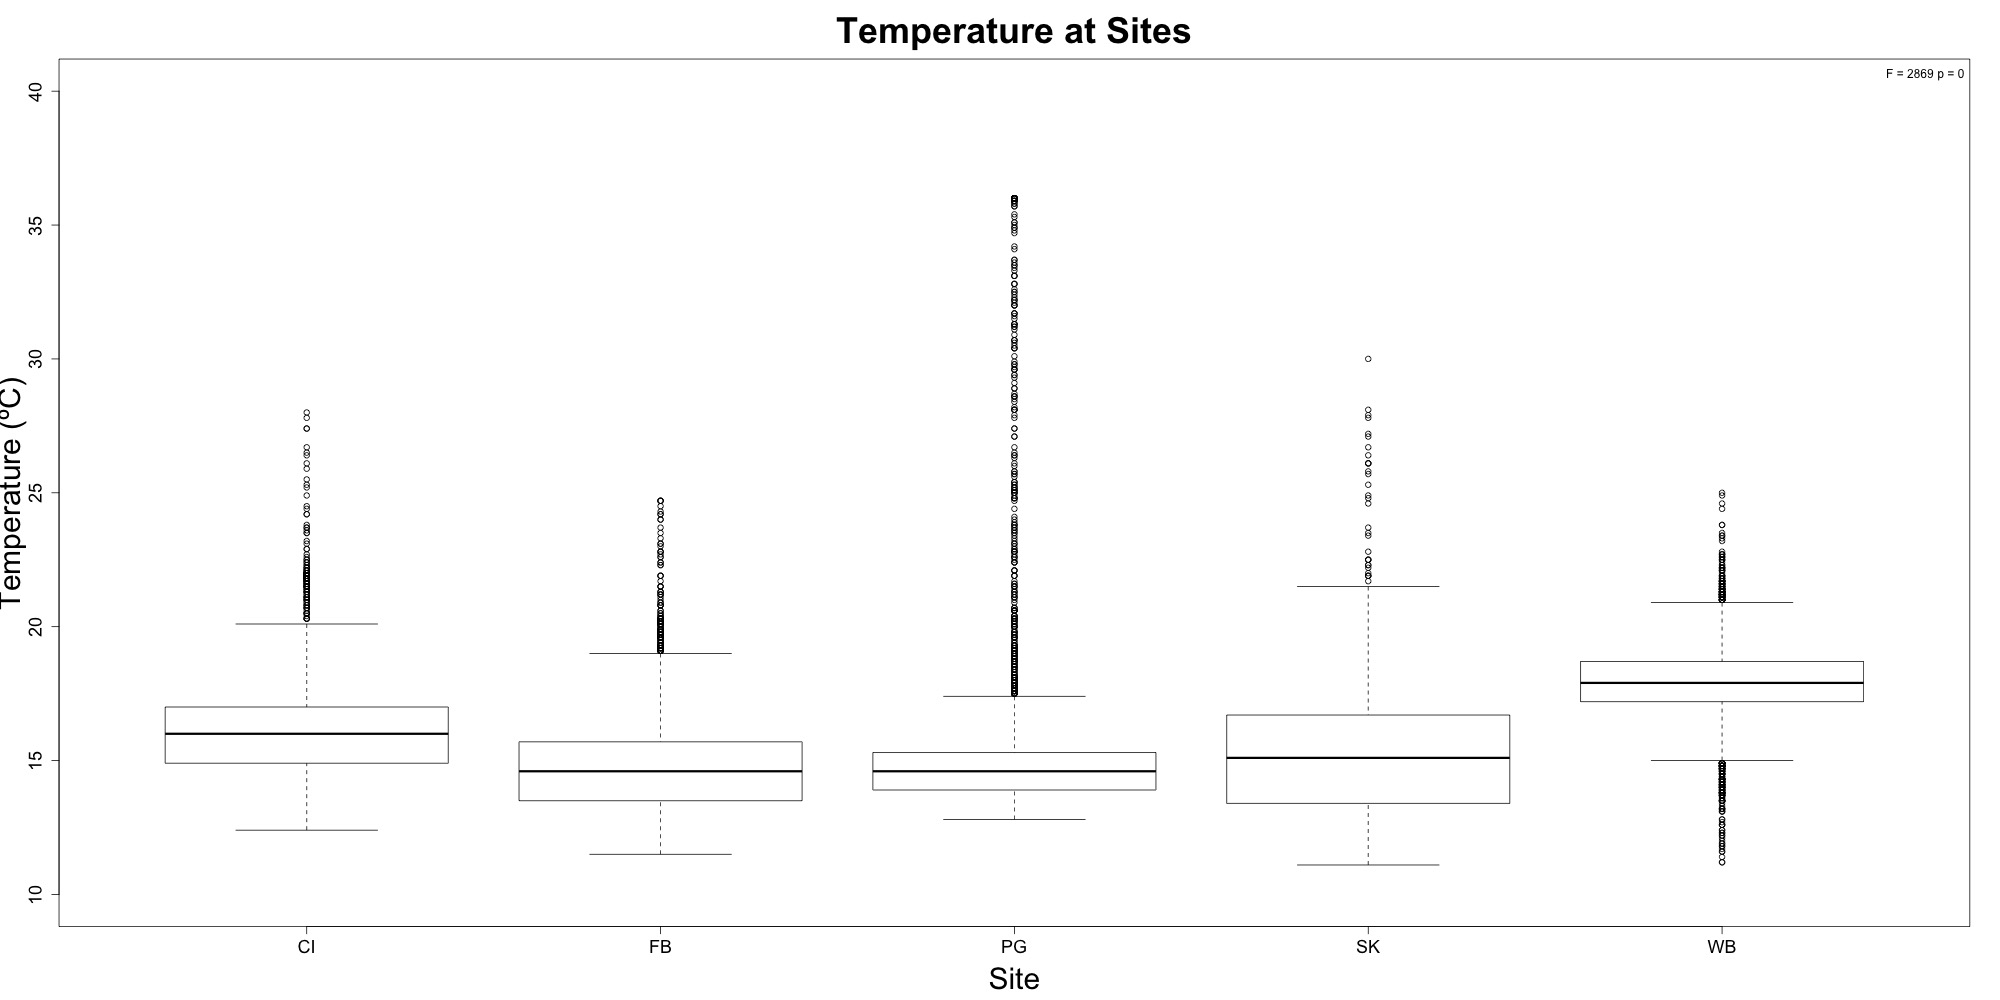 Temperature at Sites
F = 2869 p = 0
40
35
30
25
20
15
10
Temperature (ºC)
CI FB PG SK WB
Site